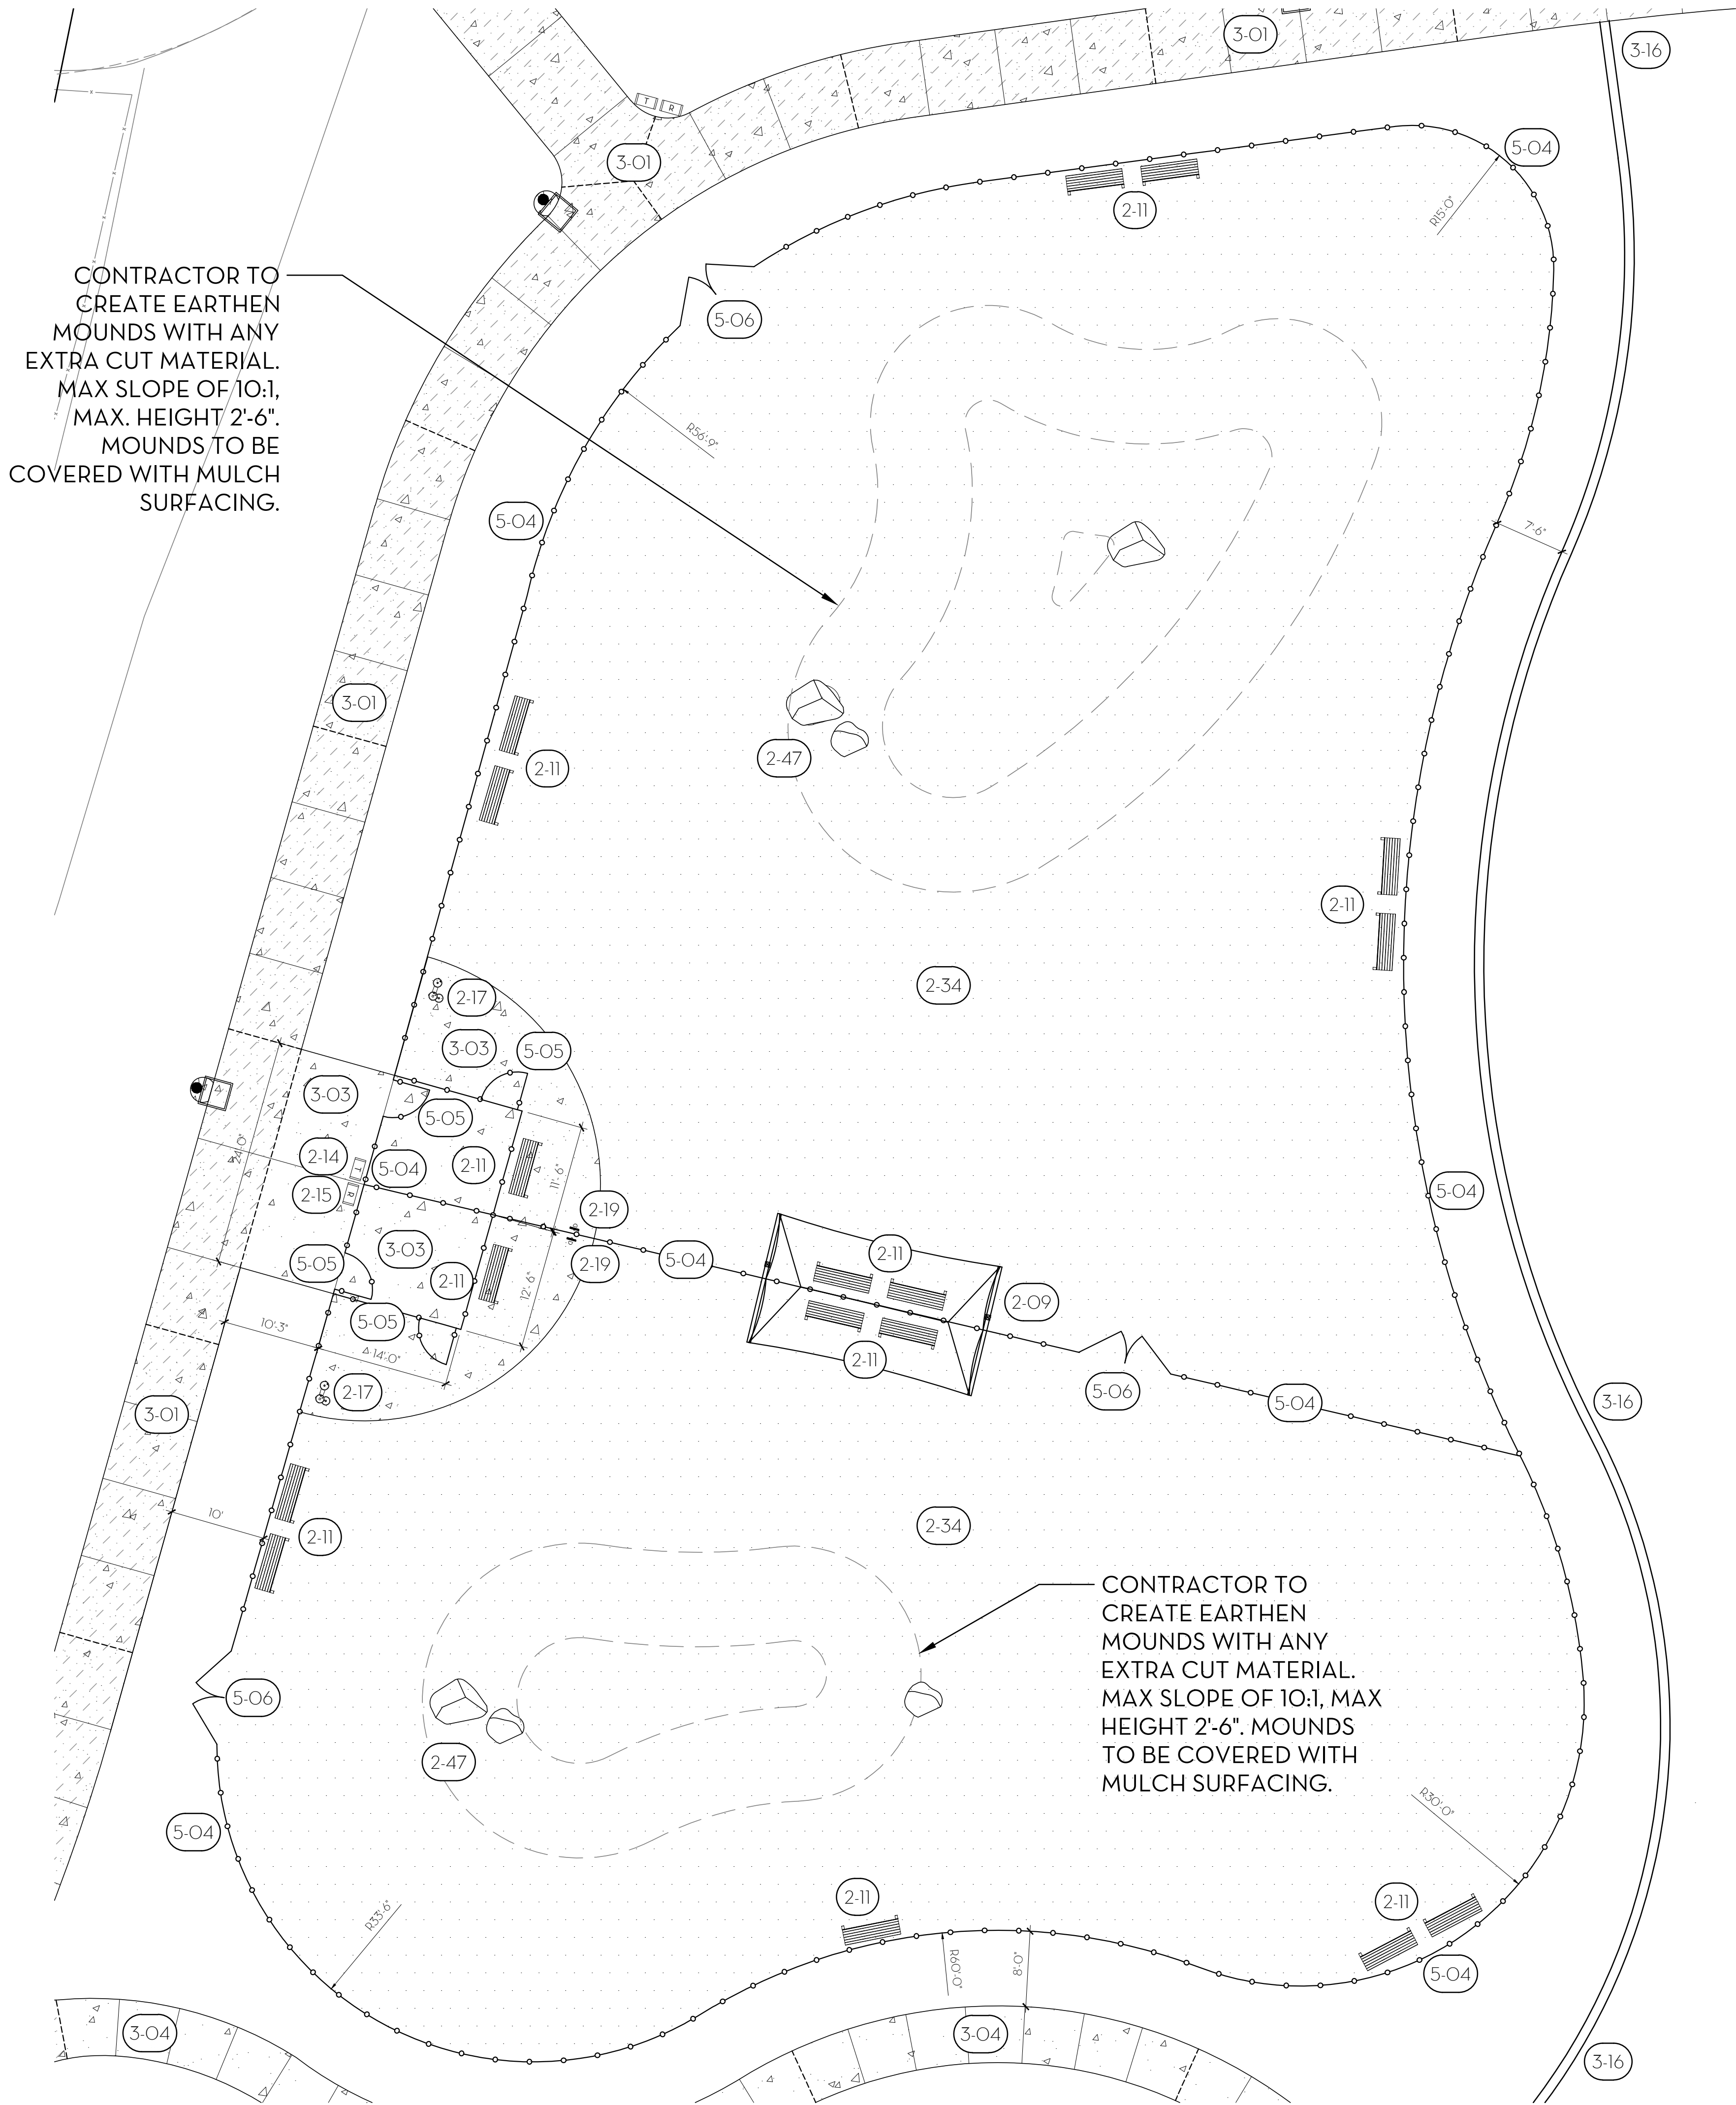 3-01
3-16
T R
3-01
5-04
2-11
R15'-0"
CONTRACTOR TO
CREATE EARTHEN
MOUNDS WITH ANY
EXTRA CUT MATERIAL.
MAX SLOPE OF 10:1,
MAX. HEIGHT 2'-6".
MOUNDS TO BE
COVERED WITH MULCH
SURFACING.
5-06
R56'-9"
5-04
7'-6"
3-01
2-47
2-11
2-11
2-34
2-17
3-03
5-05
3-03
5-05
24'-0"
2-14
T
5-04
2-11
11'-6"
2-15
R
5-04
2-19
3-03
2-11
5-05
2-11
2-19
5-04
12'-6"
2-09
10'-3"
5-05
14'-0"
2-11
2-17
5-06
5-04
3-16
3-01
10'
2-11
2-34
CONTRACTOR TO
CREATE EARTHEN
MOUNDS WITH ANY
EXTRA CUT MATERIAL.
MAX SLOPE OF 10:1, MAX
HEIGHT 2'-6". MOUNDS
TO BE COVERED WITH
MULCH SURFACING.
5-06
2-47
R30'-0"
5-04
2-11
2-11
R33'-6"
R60'-0"
8'-0"
5-04
3-04
3-04
3-16